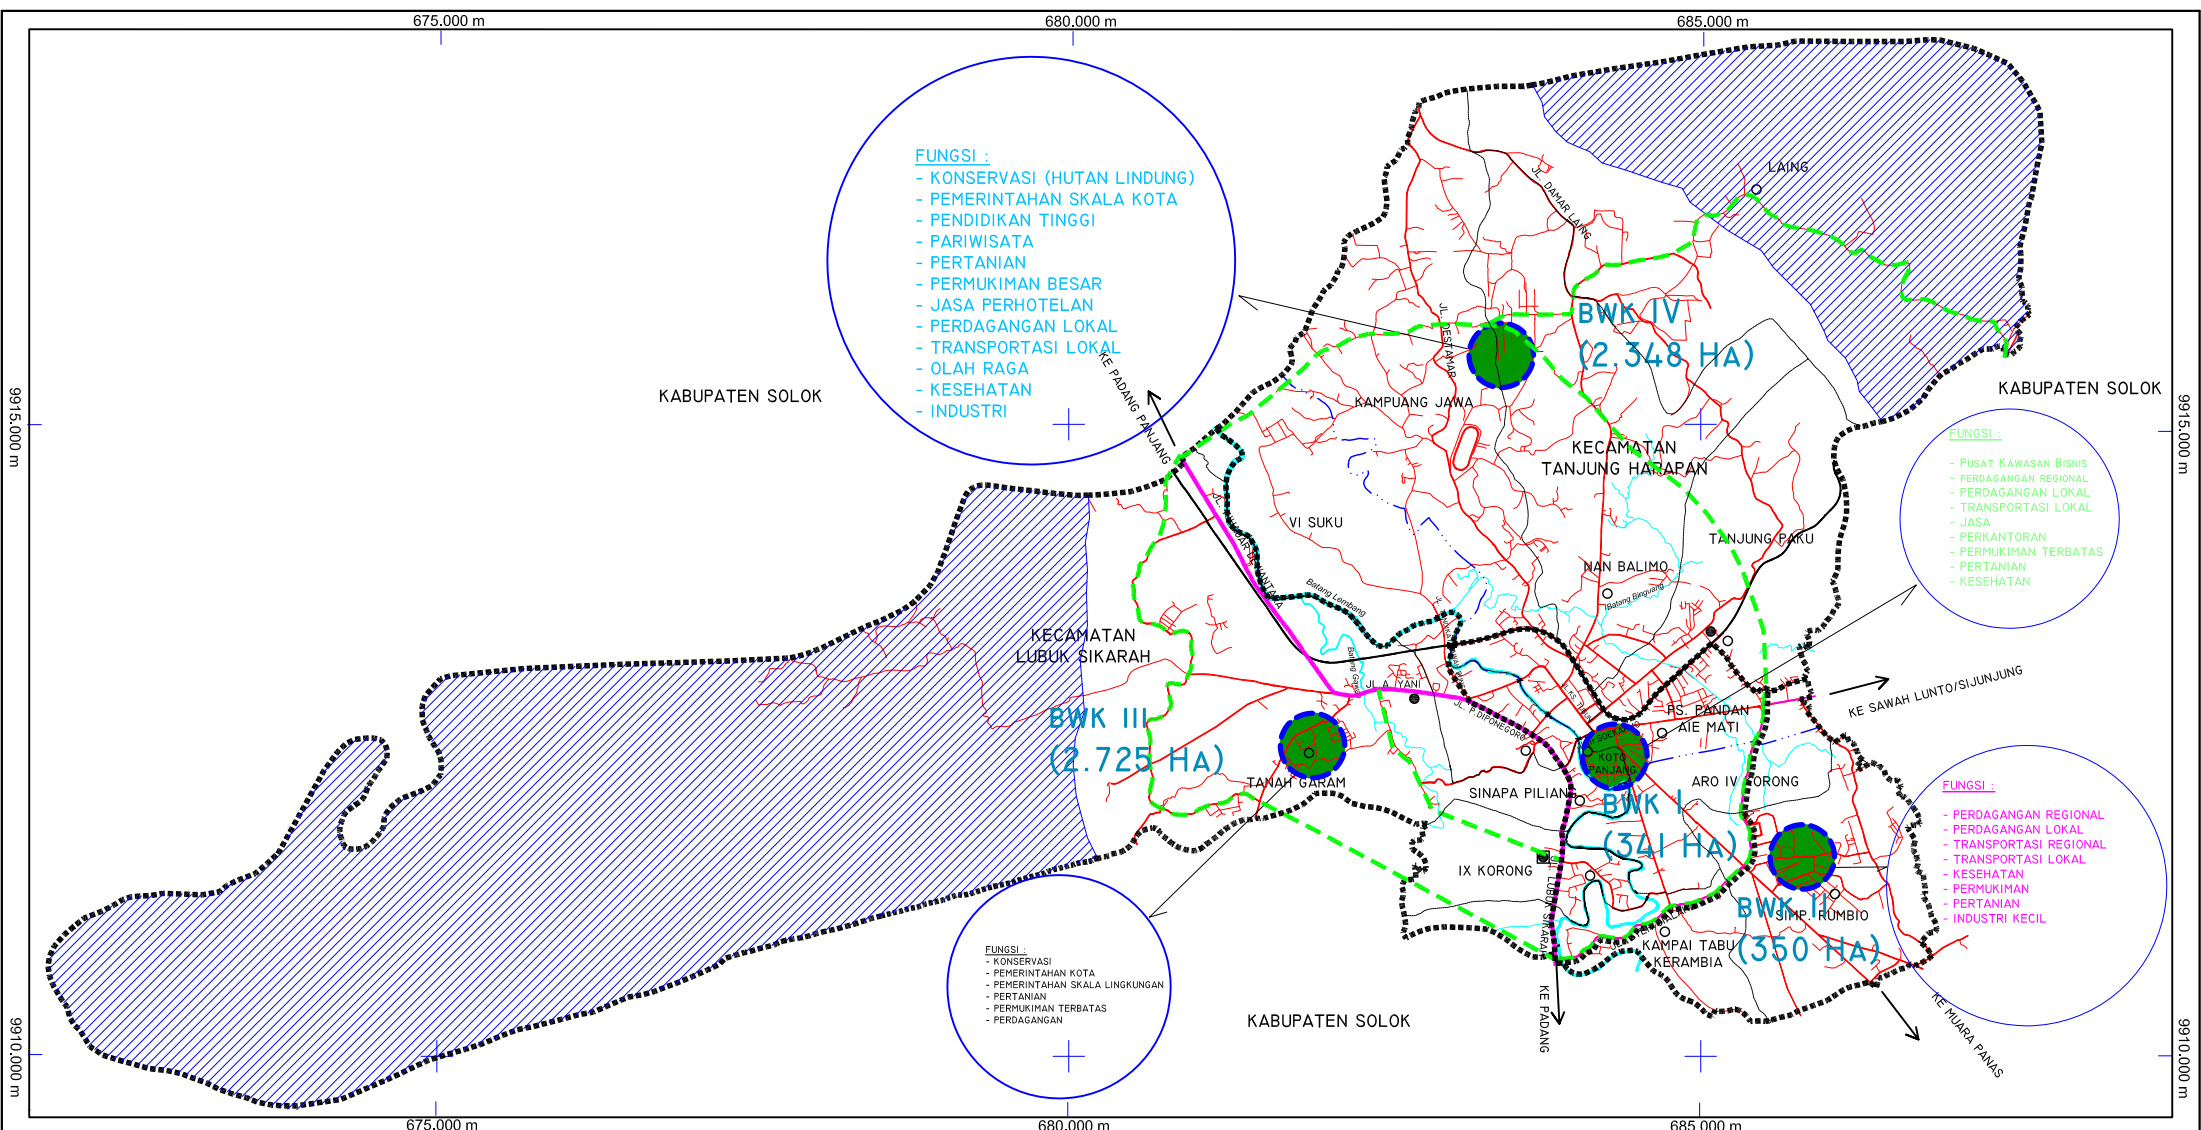 675.000 m
680.000 m
685.000 m
FUNGSI :
- KONSERVASI (HUTAN LINDUNG)
- PEMERINTAHAN SKALA KOTA
- PENDIDIKAN TINGGI
- PARIWISATA
- PERTANIAN
- PERMUKIMAN BESAR
- JASA PERHOTELAN
- PERDAGANGAN LOKAL
- TRANSPORTASI LOKAL
- OLAH RAGA
- KESEHATAN
- INDUSTRI
LAING
JL. DAMAR LAING
JL. DESTAMAR
BWK IV
(2.348 HA)
KE PADANG PANJANG
KABUPATEN SOLOK
KABUPATEN SOLOK
9915.000 m
9915.000 m
KAMPUANG JAWA
KECAMATAN
TANJUNG HARAPAN
FUNGSI :
- PUSAT KAWASAN BISNIS
- PERDAGANGAN REGIONAL
- PERDAGANGAN LOKAL
- TRANSPORTASI LOKAL
- JASA
- PERKANTORAN
- PERMUKIMAN TERBATAS
- PERTANIAN
- KESEHATAN
VI SUKU
TANJUNG PAKU
NAN BALIMO
Batang Lembang
Batang Binguang
KECAMATAN
LUBUK SIKARAH
JL.A. YANI
JL. P.DIPONEGORO
KE SAWAH LUNTO/SIJUNJUNG
BWK III
(2.725 HA)
PS. PANDAN
AIE MATI
KOTO
PANJANG
TANAH GARAM
SINAPA PILIANG
ARO IV KORONG
BWK I
(341 HA)
FUNGSI :
- PERDAGANGAN REGIONAL
- PERDAGANGAN LOKAL
- TRANSPORTASI REGIONAL
- TRANSPORTASI LOKAL
- KESEHATAN
- PERMUKIMAN
- PERTANIAN
- INDUSTRI KECIL
IX KORONG
BWK II
(350 HA)
SIMP. RUMBIO
KAMPAI TABU
KERAMBIA
FUNGSI :
- KONSERVASI
- PEMERINTAHAN KOTA
- PEMERINTAHAN SKALA LINGKUNGAN
- PERTANIAN
- PERMUKIMAN TERBATAS
- PERDAGANGAN
KABUPATEN SOLOK
KE PADANG
KE MUARA PANAS
9910.000 m
9910.000 m
675.000 m
680.000 m
685.000 m